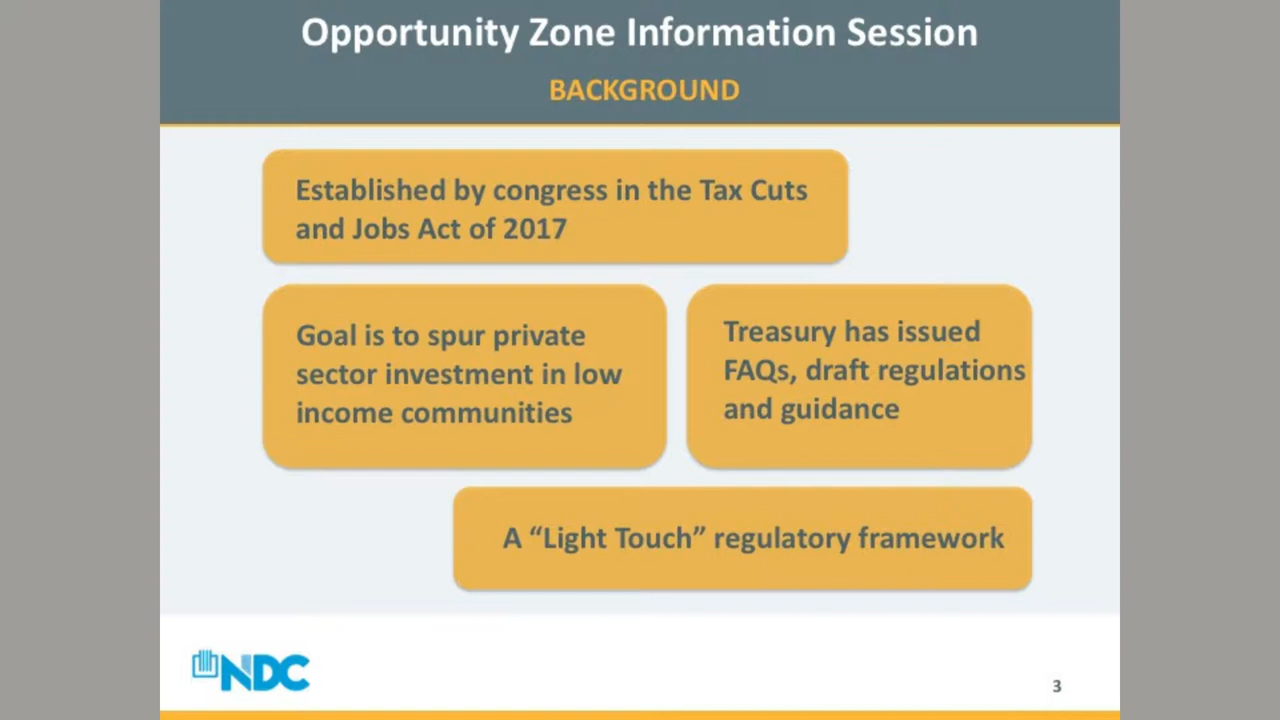 Opportunity Zone Information Session
BACKGROUND
Established by congress in the Tax Cuts
and Jobs Act of 2017
Goal is to spur private
sector investment in low
income communities
Treasury has issued
FAQs, draft regulations
and guidance
A “Light Touch” regulatory framework
NDC
3